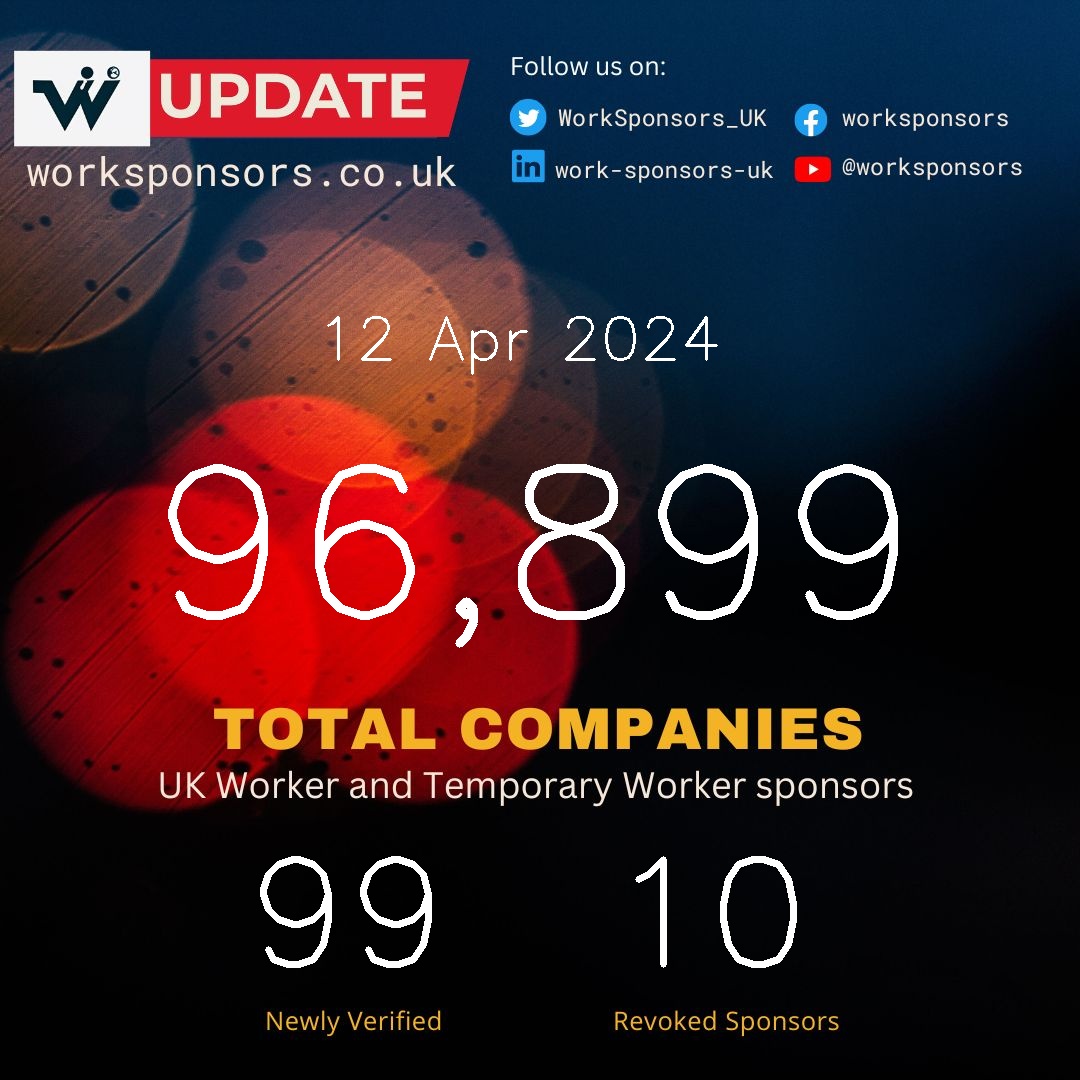 UPDATE
worksponsors.co.uk
Follow us on:
WorkSponsors_UK
worksponsors
work-sponsors-uk
@worksponsors
12 Apr 2024
96,899
TOTAL COMPANIES
UK Worker and Temporary Worker sponsors
99
10
Newly Verified
Revoked Sponsors